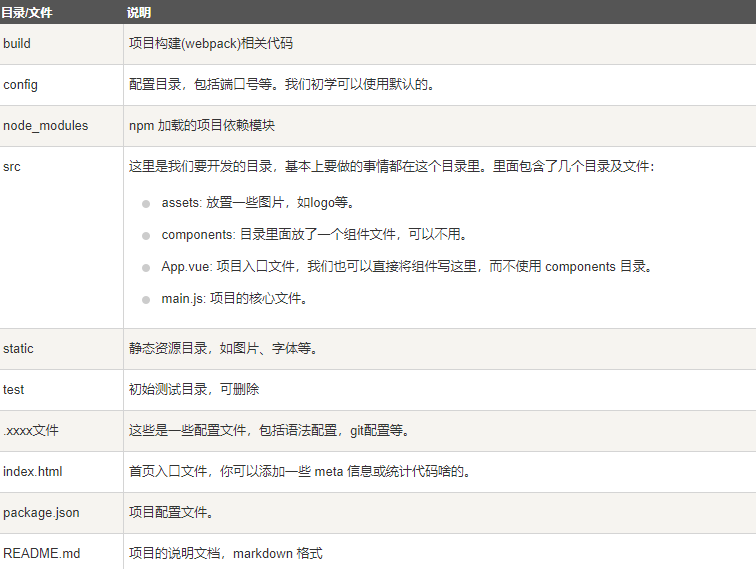 目录/文件 说明
build 项目构建(webpack)相关代码
config 配置目录，包括端口号等。我们初学可以使用默认的。
node_modules npm 加载的项目依赖模块
src 这里是我们要开发的目录，基本上要做的事情都在这个目录里。里面包含了几个目录及文件：
assets: 放置一些图片，如logo等。
components: 目录里面放了一个组件文件，可以不用。
App.vue: 项目入口文件，我们也可以直接将组件写这里，而不使用 components 目录。
main.js: 项目的核心文件。
static 静态资源目录，如图片、字体等。
test 初始测试目录，可删除
.xxxx文件 这些是一些配置文件，包括语法配置，git配置等。
index.html 首页入口文件，你可以添加一些 meta 信息或统计代码啥的。
package.json 项目配置文件。
README.md 项目的说明文档，markdown 格式